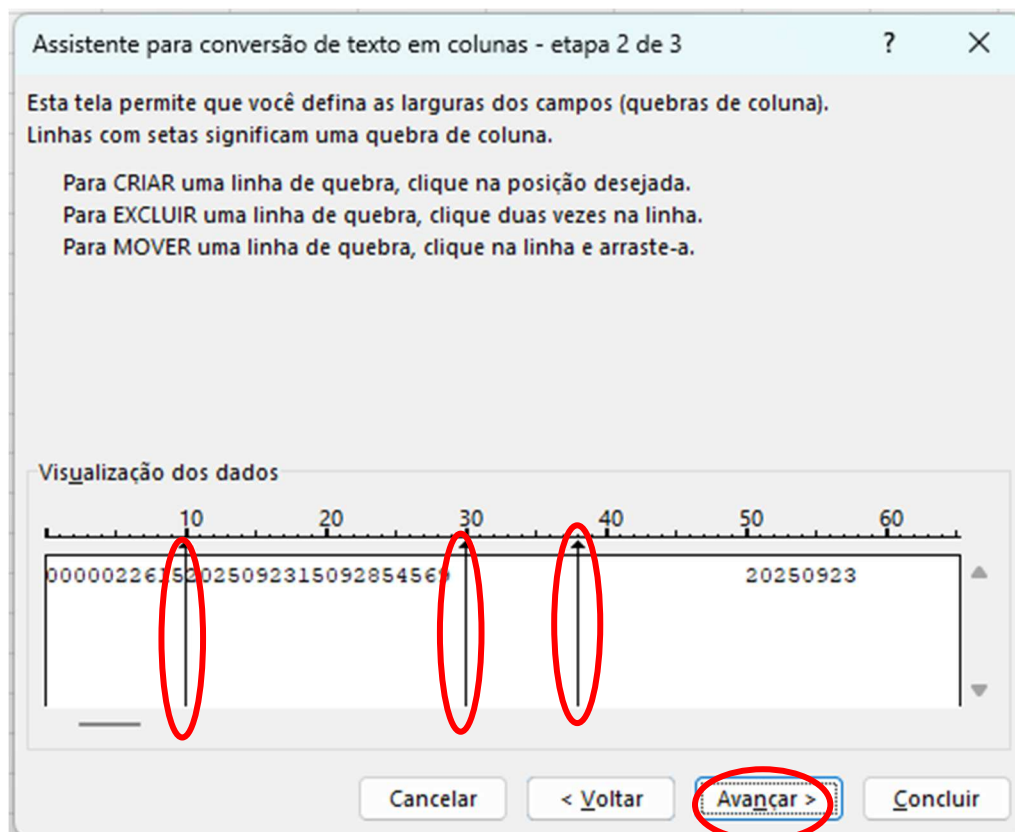 Assistente para conversão de texto em colunas - etapa 2 de 3 ? ×
Esta tela permite que você defina as larguras dos campos (quebras de coluna).
Linhas com setas significam uma quebra de coluna.
Para CRIAR uma linha de quebra, clique na posição desejada.
Para EXCLUIR uma linha de quebra, clique duas vezes na linha.
Para MOVER uma linha de quebra, clique na linha e arraste-a.
Visualização dos dados
10 20 30 40 50 60
00000226152025092315092854569 20250923
Cancelar < Voltar Avançar > Concluir